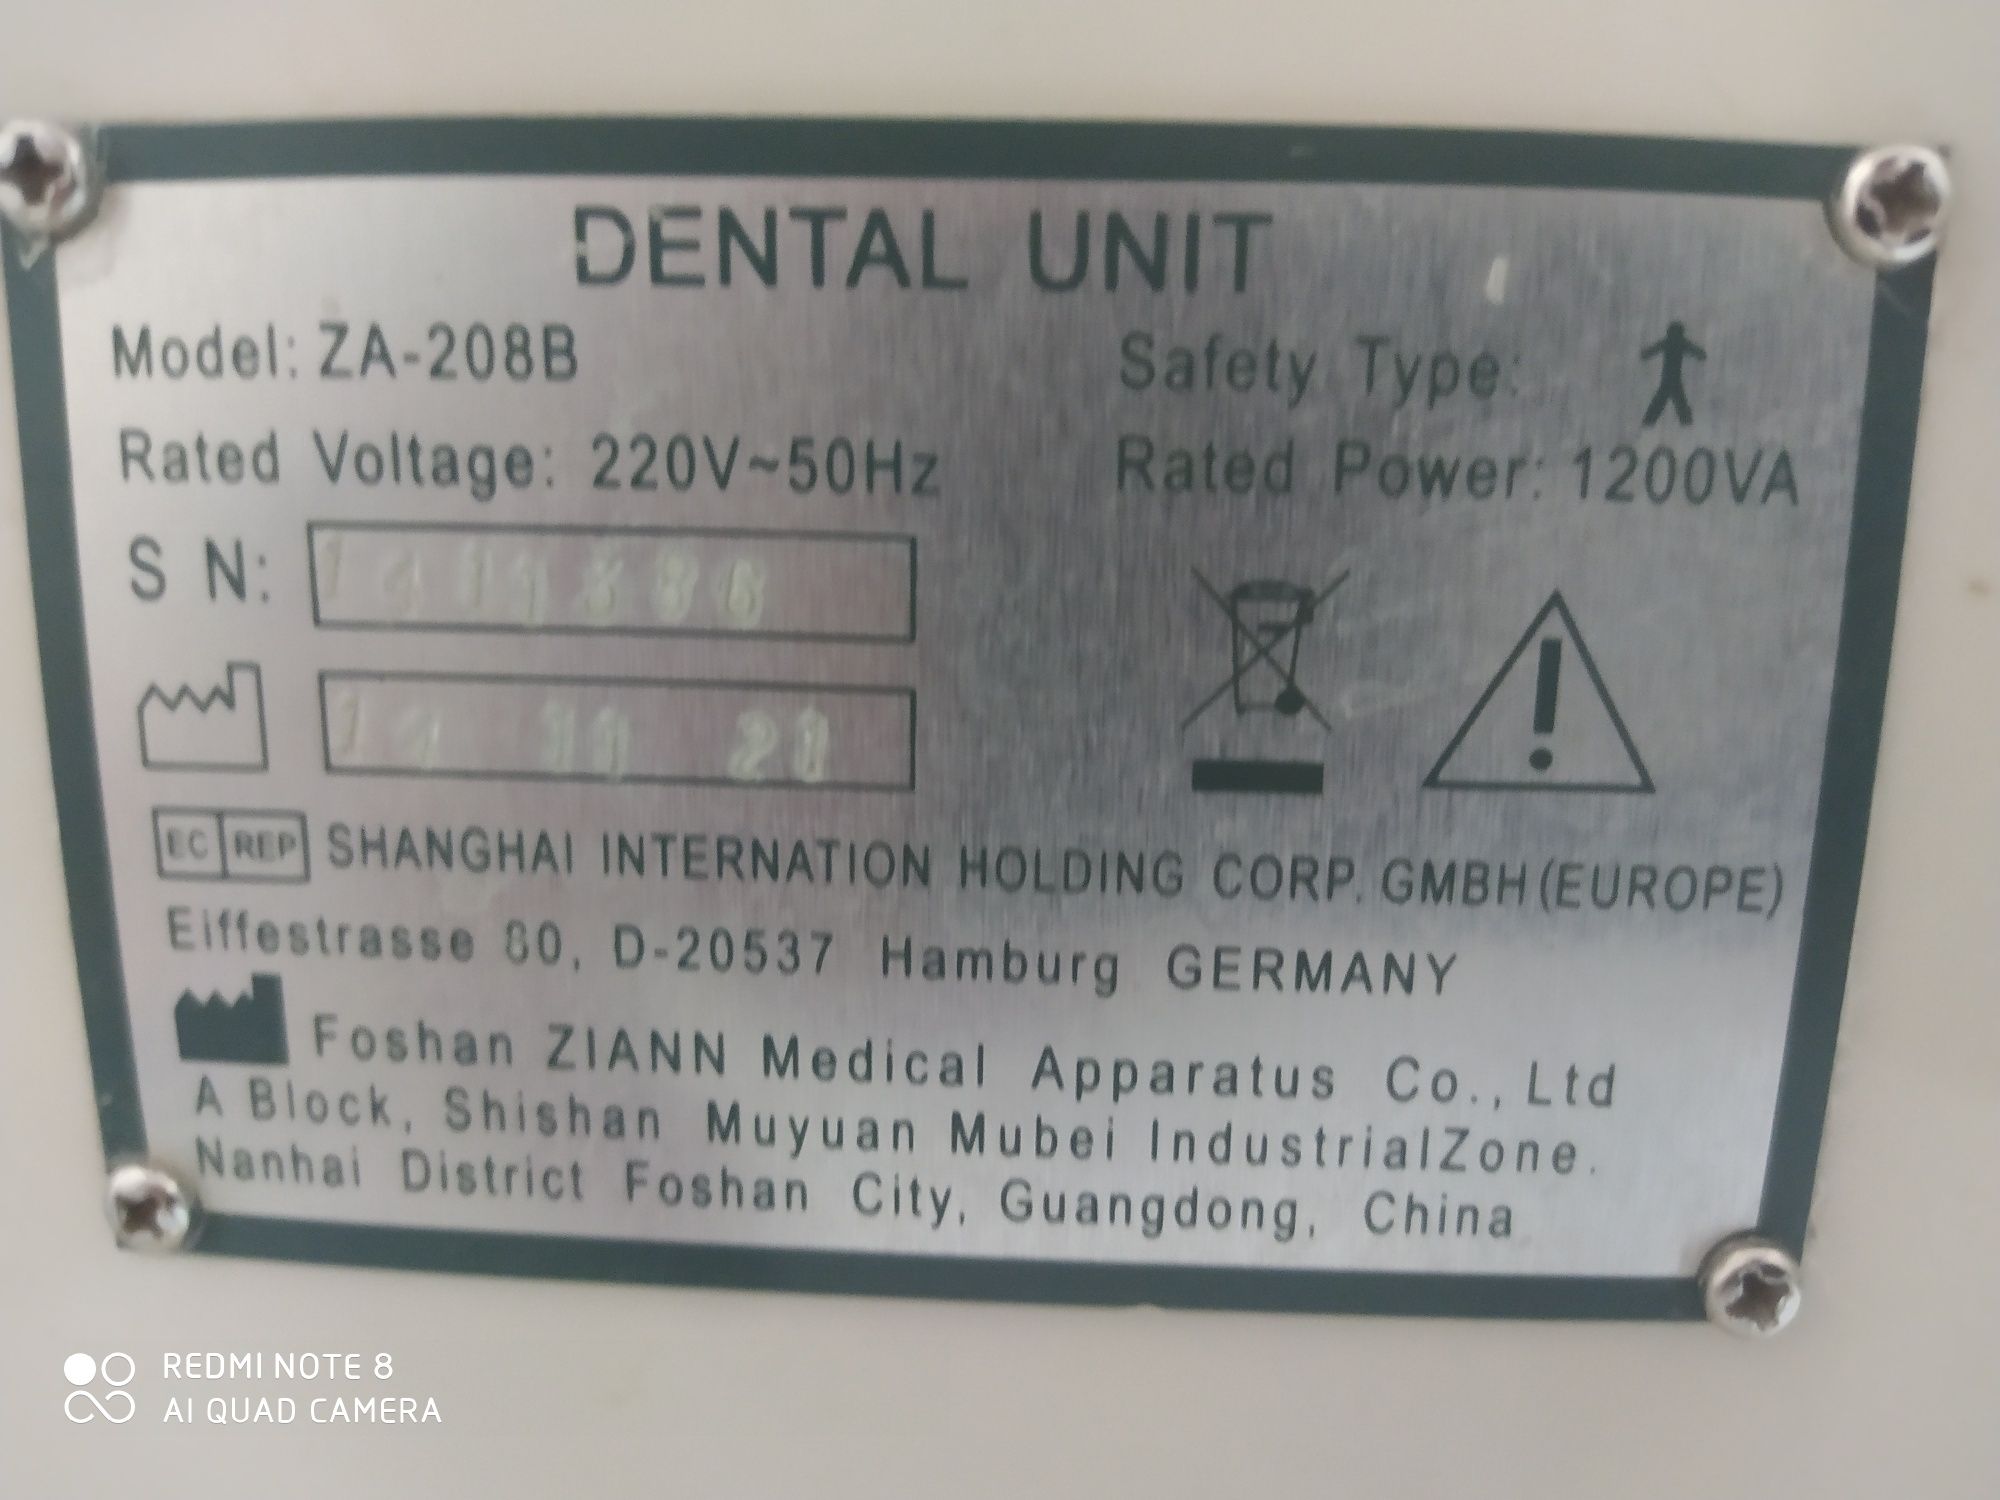 DENTAL UNIT
Model: ZA-208B
Safety Type:
Rated Voltage: 220V~50Hz
Rated Power: 1200VA
S N:
EC REP SHANGHAI INTERNATION HOLDING CORP. GMBH(EUROPE)
Eiffestrasse 80, D-20537 Hamburg GERMANY
Foshan ZIANN Medical Apparatus Co., Ltd
A Block, Shishan Muyuan Mubei IndustrialZone.
Nanhai District Foshan City, Guangdong, China
REDMI NOTE 8
AI QUAD CAMERA